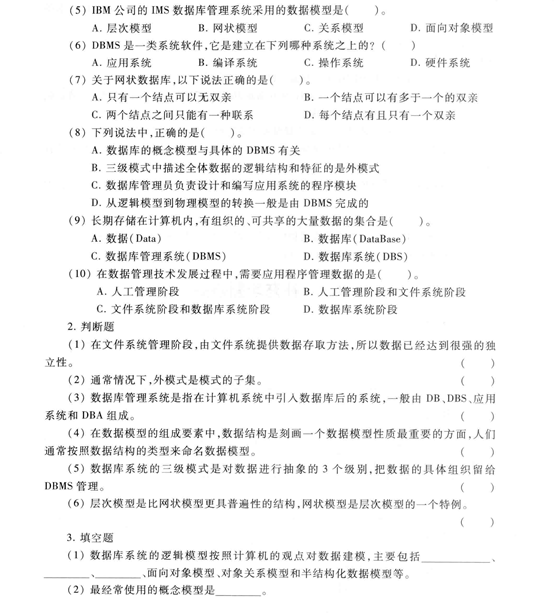 (5) IBM 公司的 IMS 数据库管理系统采用的数据模型是(　　)。
A. 层次模型　B. 网状模型　C. 关系模型　D. 面向对象模型
(6) DBMS 是一类系统软件,它是建立在下列哪种系统之上的? (　　)
A. 应用系统　B. 编译系统　C. 操作系统　D. 硬件系统
(7) 关于网状数据库,以下说法正确的是(　　)。
A. 只有一个结点可以无双亲　B. 一个结点可以有多于一个的双亲
C. 两个结点之间只能有一种联系　D. 每个结点有且只有一个双亲
(8) 下列说法中,正确的是(　　)。
A. 数据库的概念模型与具体的 DBMS 有关
B. 三级模式中描述全体数据的逻辑结构和特征的是外模式
C. 数据库管理员负责设计和编写应用系统的程序模块
D. 从逻辑模型到物理模型的转换一般是由 DBMS 完成的
(9) 长期存储在计算机内,有组织的、可共享的大量数据的集合是(　　)。
A. 数据(Data)　B. 数据库(DataBase)
C. 数据库管理系统(DBMS)　D. 数据库系统(DBS)
(10) 在数据管理技术发展过程中,需要应用程序管理数据的是(　　)。
A. 人工管理阶段　B. 人工管理阶段和文件系统阶段
C. 文件系统阶段和数据库系统阶段　D. 数据库系统阶段
2. 判断题
(1) 在文件系统管理阶段,由文件系统提供数据存取方法,所以数据已经达到很强的独
立性。　(　　)
(2) 通常情况下,外模式是模式的子集。　(　　)
(3) 数据库管理系统是指在计算机系统中引入数据库后的系统,一般由 DB、DBS、应用
系统和 DBA 组成。　(　　)
(4) 在数据模型的组成要素中,数据结构是刻画一个数据模型性质最重要的方面,人们
通常按照数据结构的类型来命名数据模型。　(　　)
(5) 数据库系统的三级模式是对数据进行抽象的 3 个级别,把数据的具体组织留给
DBMS 管理。　(　　)
(6) 层次模型是比网状模型更具普遍性的结构,网状模型是层次模型的一个特例。
(　　)
3. 填空题
(1) 数据库系统的逻辑模型按照计算机的观点对数据建模,主要包括__________、
________、________、面向对象模型、对象关系模型和半结构化数据模型等。
(2) 最经常使用的概念模型是________。